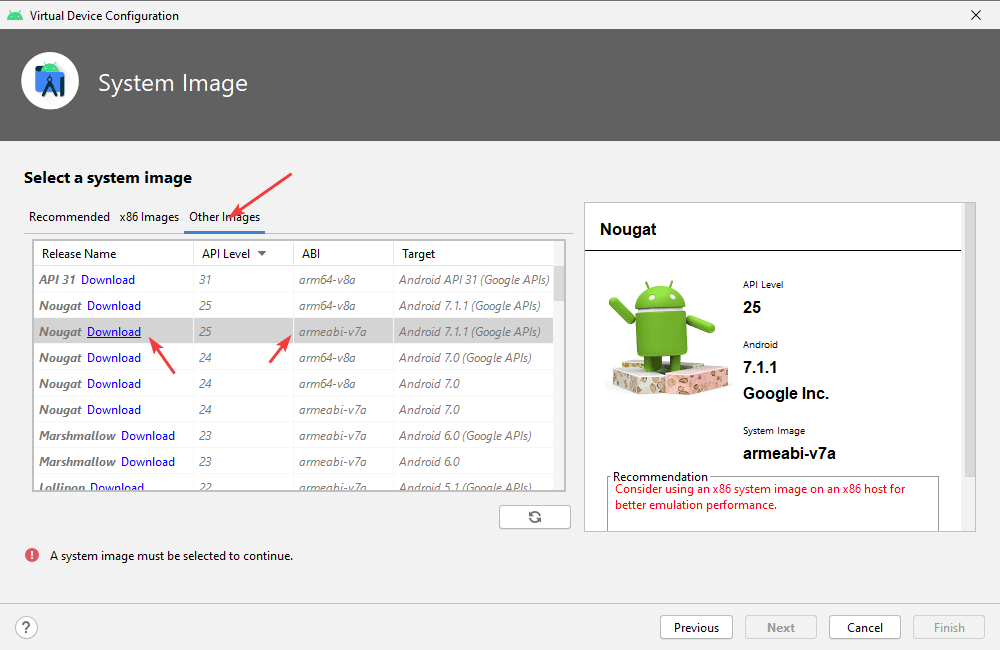 Virtual Device Configuration
System Image
Select a system image
Recommended x86 Images Other Images
Release Name API Level ABI Target
API 31 Download 31 arm64-v8a Android API 31 (Google APIs)
Nougat Download 25 arm64-v8a Android 7.1.1 (Google APIs)
Nougat Download 25 armeabi-v7a Android 7.1.1 (Google APIs)
Nougat Download 24 arm64-v8a Android 7.0 (Google APIs)
Nougat Download 24 arm64-v8a Android 7.0
Nougat Download 24 armeabi-v7a Android 7.0
Marshmallow Download 23 armeabi-v7a Android 6.0 (Google APIs)
Marshmallow Download 23 armeabi-v7a Android 6.0
Lollipop Download 22 armeabi-v7a Android 5.1 (Google APIs)
Nougat
API Level
25
Android
7.1.1
Google Inc.
System Image
armeabi-v7a
Recommendation
Consider using an x86 system image on an x86 host for
better emulation performance.
! A system image must be selected to continue.
? Previous Next Cancel Finish